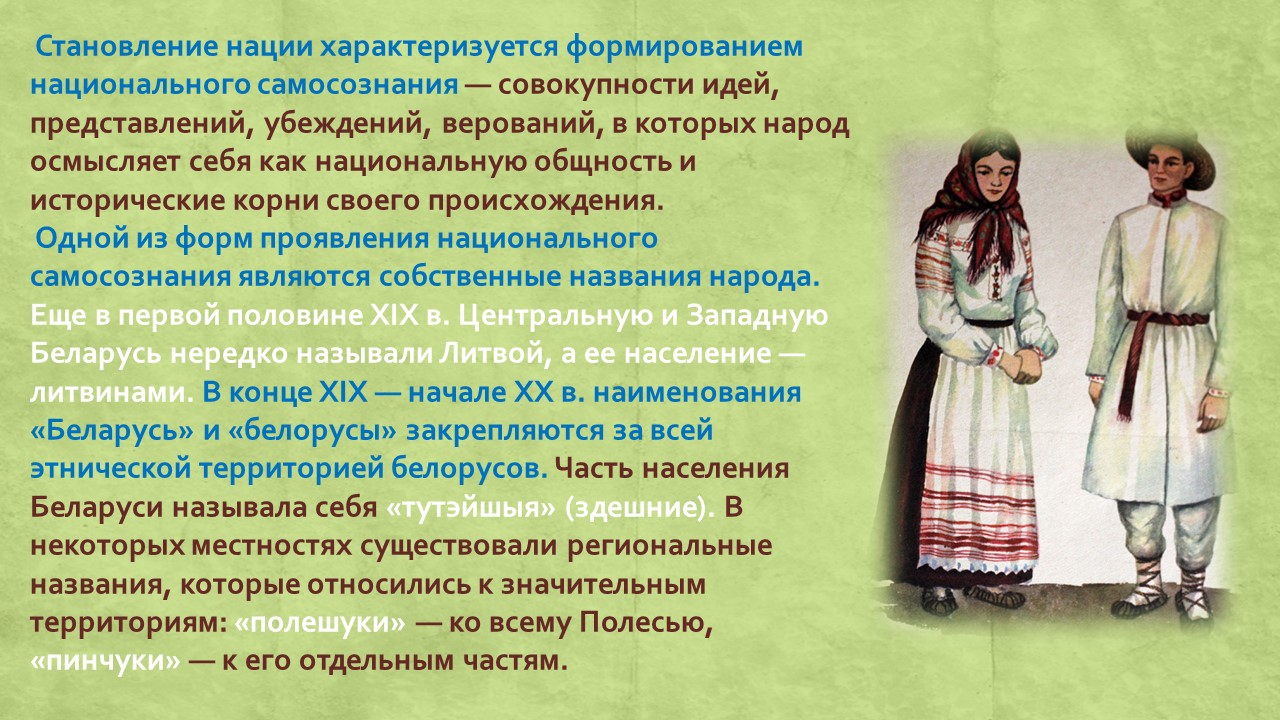 Становление нации характеризуется формированием
национального самосознания — совокупности идей,
представлений, убеждений, верований, в которых народ
осмысляет себя как национальную общность и
исторические корни своего происхождения.
Одной из форм проявления национального
самосознания являются собственные названия народа.
Еще в первой половине XIX в. Центральную и Западную
Беларусь нередко называли Литвой, а ее население —
литвинами. В конце XIX — начале XX в. наименования
«Беларусь» и «белорусы» закрепляются за всей
этнической территорией белорусов. Часть населения
Беларуси называла себя «тутэйшыя» (здешние). В
некоторых местностях существовали региональные
названия, которые относились к значительным
территориям: «полешуки» — ко всему Полесью,
«пинчуки» — к его отдельным частям.